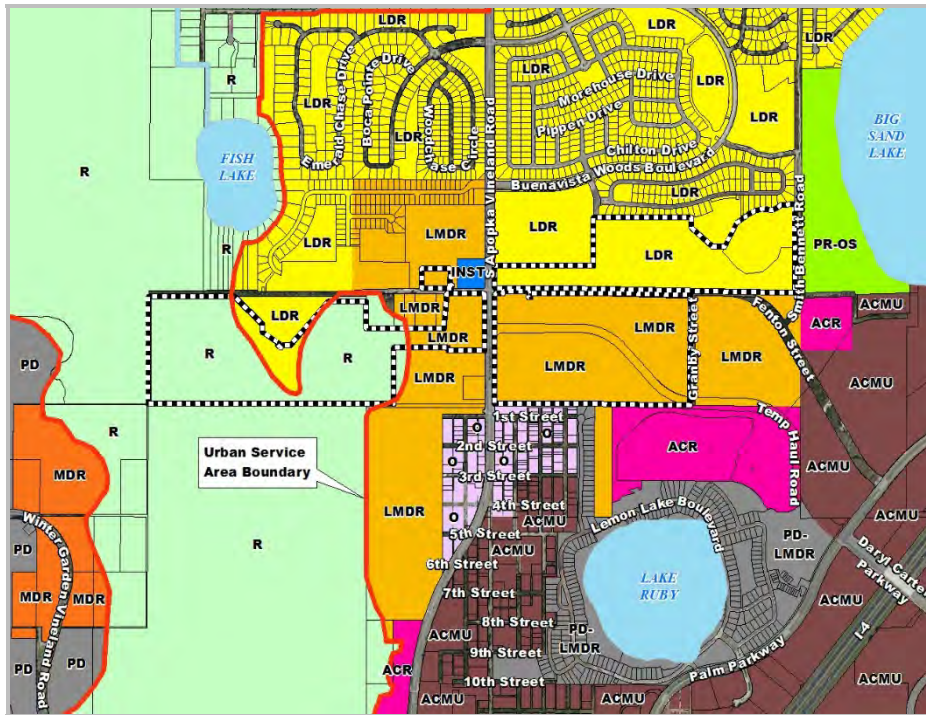 LDR
LDR
LDR
R
LDR
Emerald Chase Drive
Boca Pointe Drive
Woodchase Circle
S Apopka Vineland Road
LDR
Morehouse Drive
Pippen Drive
LDR
LDR
LDR
Chilton Drive
Buenavista Woods Boulevard
BIG
SAND
LAKE
FISH
LAKE
R
LDR
LDR
R
LDR
LMDR
LDR
LDR
Smith Bennett Road
PR-OS
INST
LDR
LMDR
LMDR
ACMU
ACR
R
R
LMDR
LMDR
Granby Street
LMDR
Fenton Street
PD
LMDR
LMDR
ACMU
R
Urban Service
Area Boundary
1st Street
O
O
2nd Street
O
O
3rd Street
ACR
Temp Haul Road
ACMU
MDR
LMDR
4th Street
O
ACMU
5th Street
ACMU
Lemon Lake Boulevard
PD-
LMDR
ACMU
Winter Garden Vineland Road
PD
R
6th Street
Daryl Carter
Parkway
LAKE
RUBY
MDR
MDR
7th Street
ACMU
I-4
8th Street
ACMU
PD-
LMDR
PD
PD
9th Street
Palm Parkway
ACR
10th Street
ACMU
ACMU
ACMU